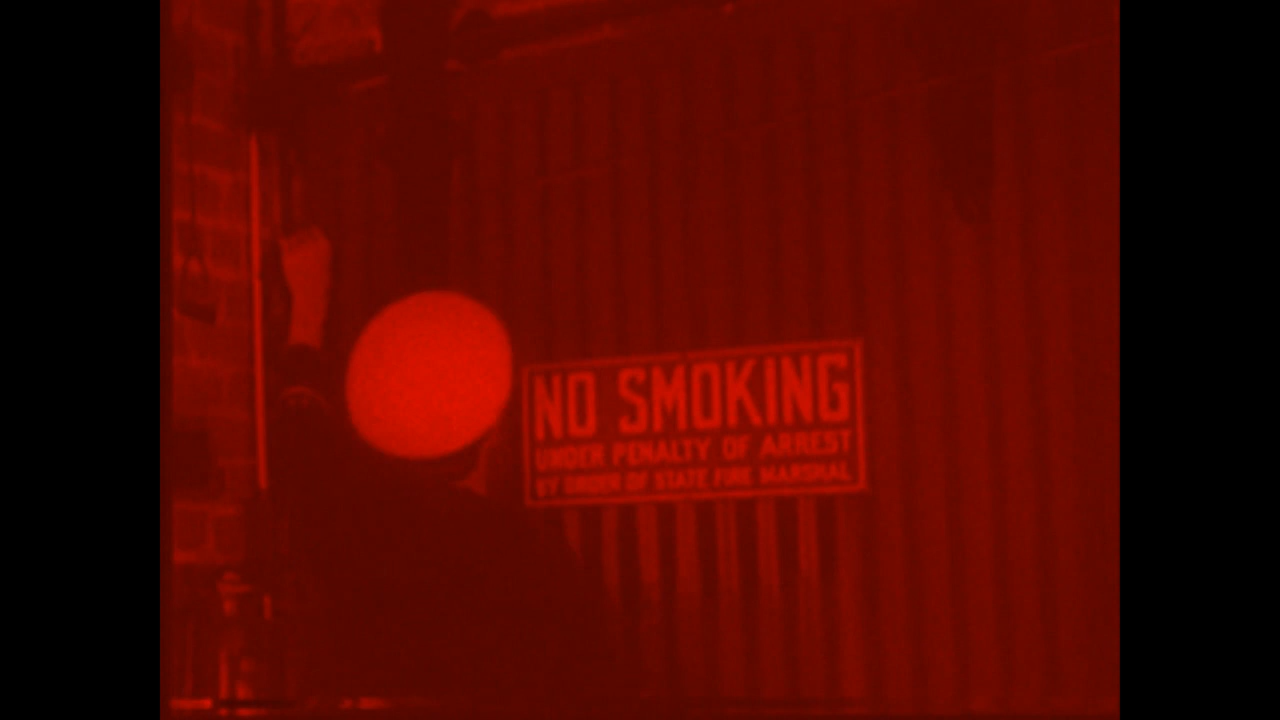 NO SMOKING
UNDER PENALTY OF ARREST
BY ORDER OF STATE FIRE MARSHAL